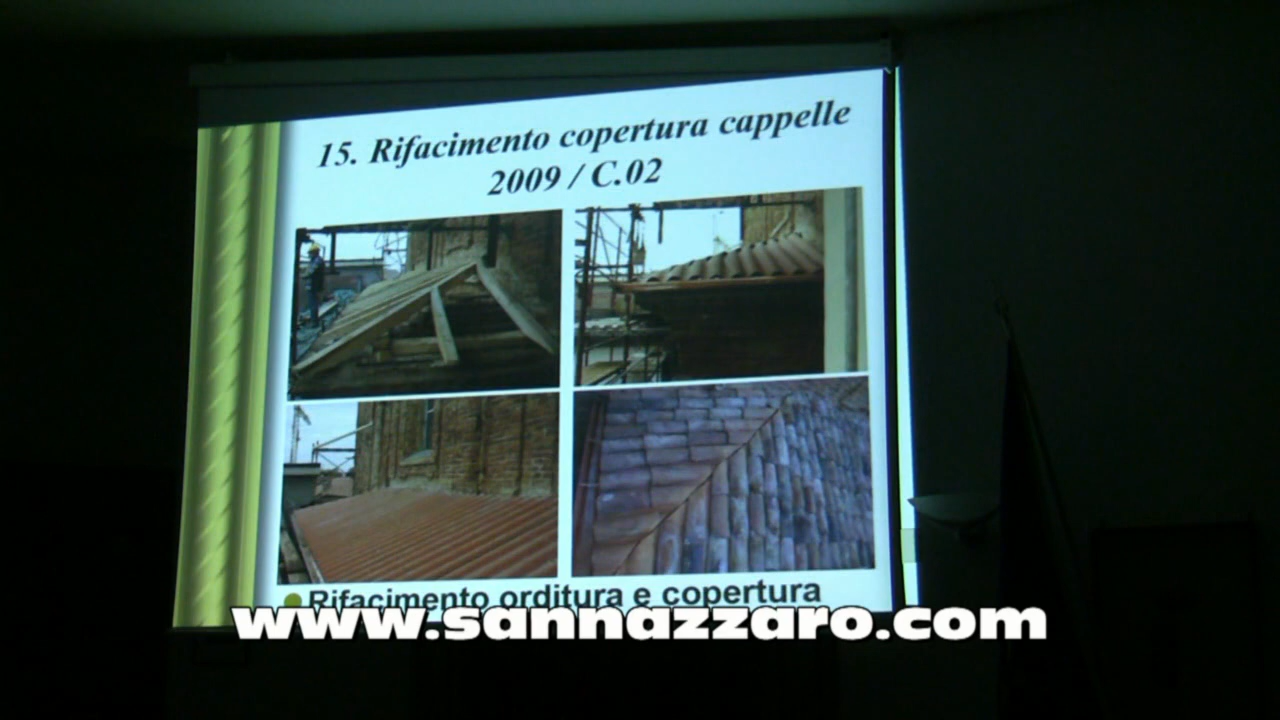 15. Rifacimento copertura cappelle
2009 / C.02
Rifacimento orditura e copertura
www.sannazzaro.com